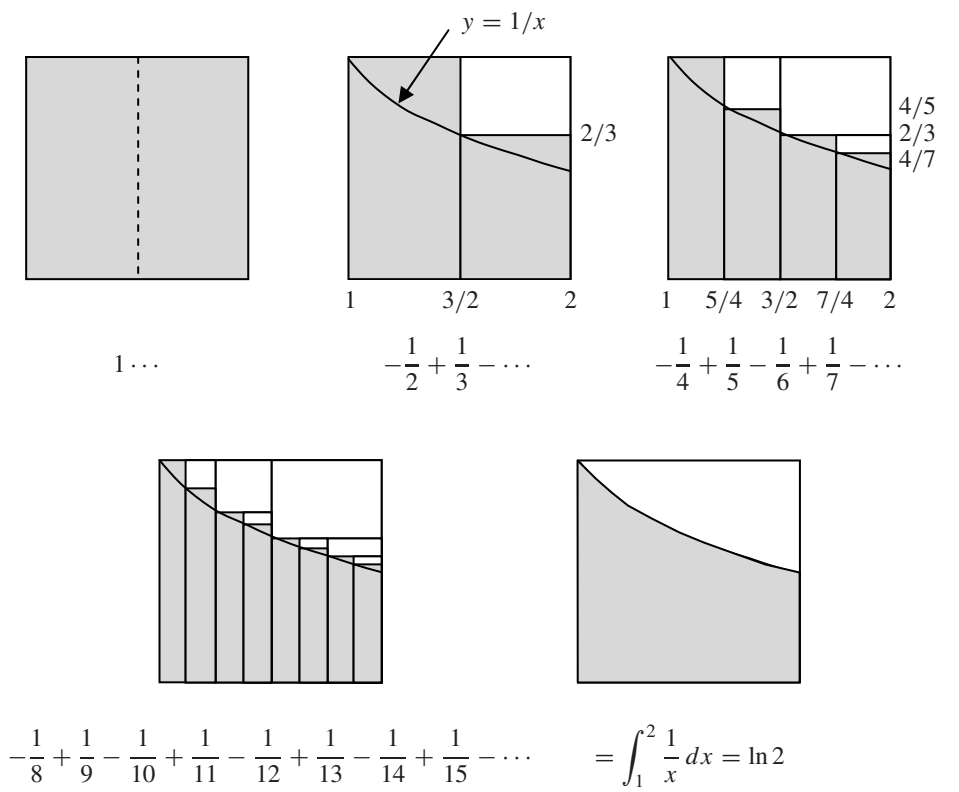 y = 1/x
2/3
4/5
2/3
4/7
1 3/2 2
1 5/4 3/2 7/4 2
1 ⋯
−1/2 + 1/3 − ⋯
−1/4 + 1/5 − 1/6 + 1/7 − ⋯
−1/8 + 1/9 − 1/10 + 1/11 − 1/12 + 1/13 − 1/14 + 1/15 − ⋯
= ∫₁² 1/x dx = ln 2